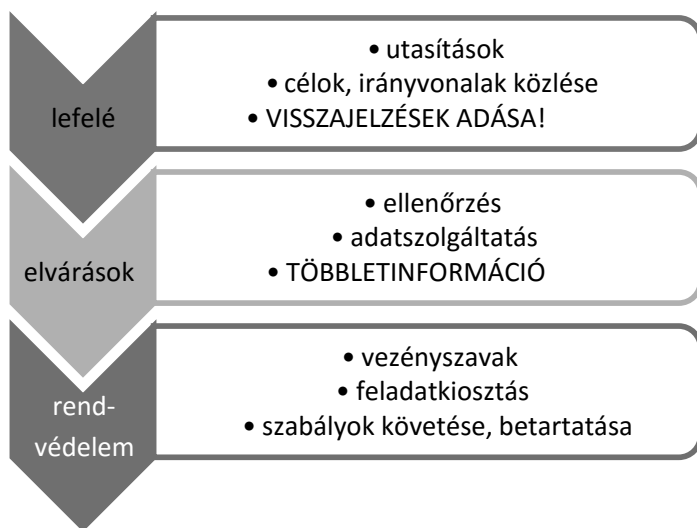 lefelé
• utasítások
• célok, irányvonalak közlése
• VISSZAJELZÉSEK ADÁSA!
elvárások
• ellenőrzés
• adatszolgáltatás
• TÖBBLETINFORMÁCIÓ
rend-
védelem
• vezényszavak
• feladatkiosztás
• szabályok követése, betartatása